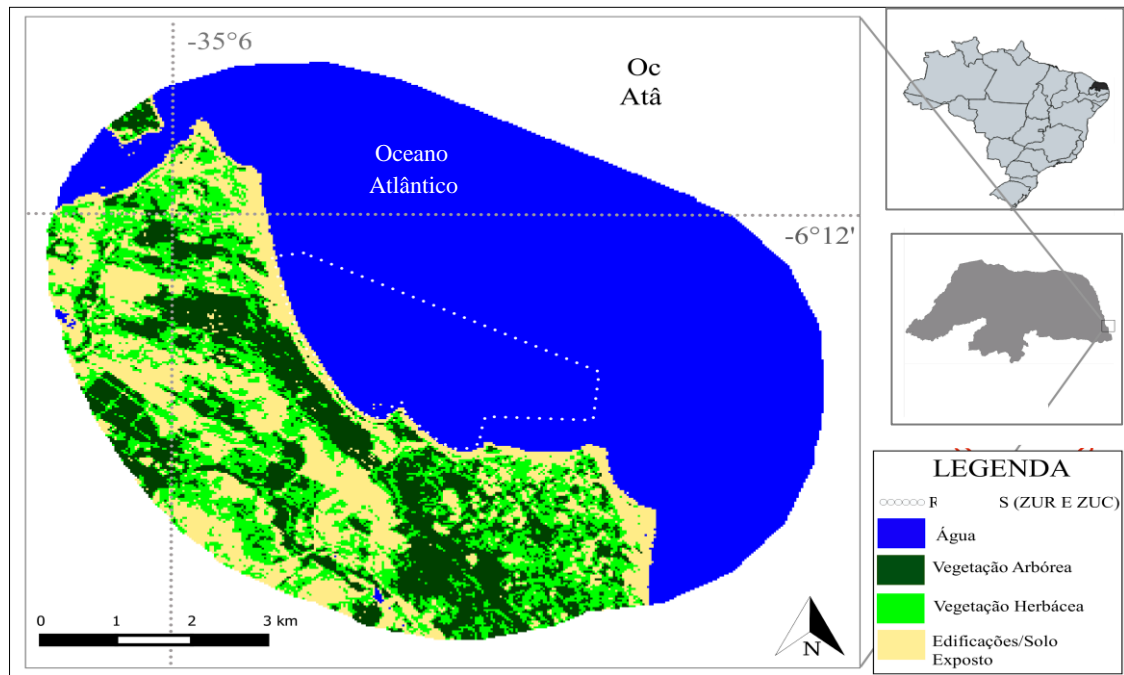 -35°6
Oc
Atâ
Oceano
Atlântico
-6°12'
0 1 2 3 km
N
LEGENDA
S (ZUR E ZUC)
Água
Vegetação Arbórea
Vegetação Herbácea
Edificações/Solo
Exposto